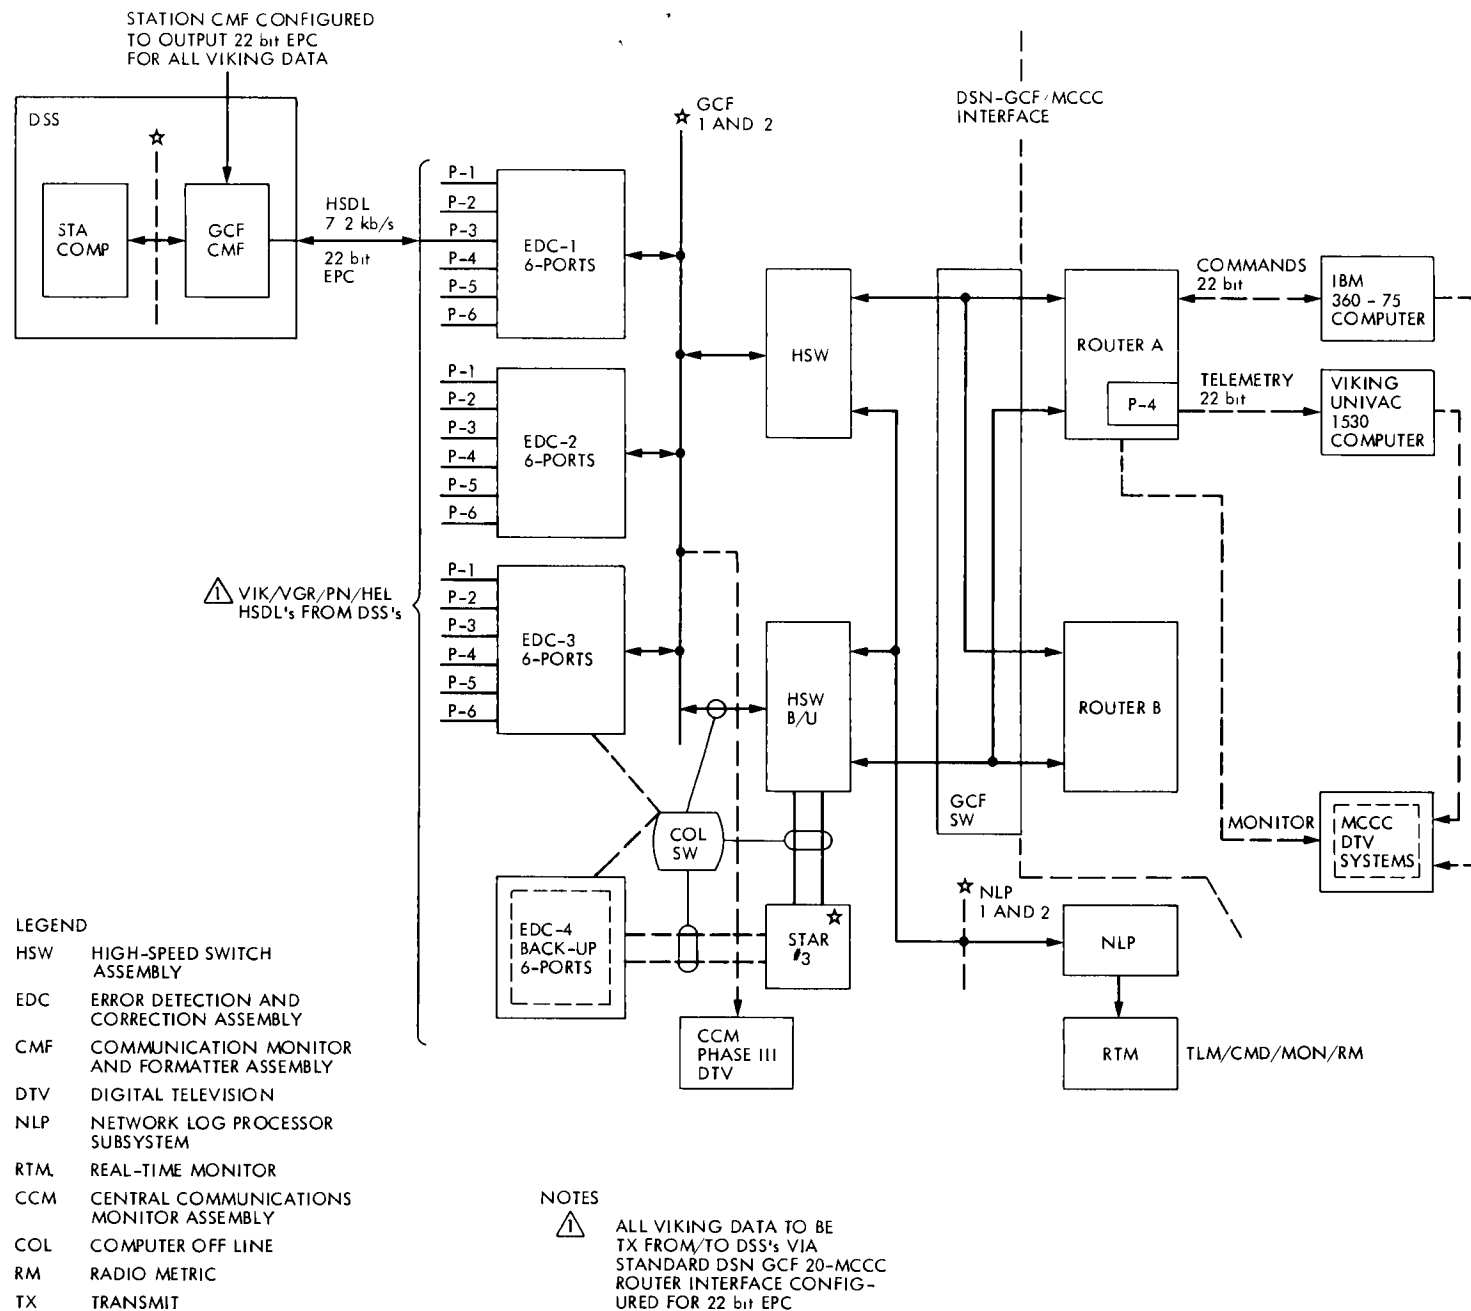 STATION CMF CONFIGURED
TO OUTPUT 22 bit EPC
FOR ALL VIKING DATA
DSS
STA
COMP
GCF
CMF
HSDL
7 2 kb/s
22 bit
EPC
GCF
1 AND 2
DSN-GCF/MCCC
INTERFACE
P-1
P-2
P-3
P-4
P-5
P-6
EDC-1
6-PORTS
P-1
P-2
P-3
P-4
P-5
P-6
EDC-2
6-PORTS
P-1
P-2
P-3
P-4
P-5
P-6
EDC-3
6-PORTS
1 VIK/VGR/PN/HEL
HSDL's FROM DSS's
HSW
HSW
B/U
GCF
SW
ROUTER A
P-4
ROUTER B
COMMANDS
22 bit
TELEMETRY
22 bit
IBM
360 - 75
COMPUTER
VIKING
UNIVAC
1530
COMPUTER
MONITOR
MCCC
DTV
SYSTEMS
COL
SW
EDC-4
BACK-UP
6-PORTS
STAR
#3
NLP
1 AND 2
NLP
CCM
PHASE III
DTV
RTM
TLM/CMD/MON/RM
LEGEND
HSW HIGH-SPEED SWITCH
ASSEMBLY
EDC ERROR DETECTION AND
CORRECTION ASSEMBLY
CMF COMMUNICATION MONITOR
AND FORMATTER ASSEMBLY
DTV DIGITAL TELEVISION
NLP NETWORK LOG PROCESSOR
SUBSYSTEM
RTM. REAL-TIME MONITOR
CCM CENTRAL COMMUNICATIONS
MONITOR ASSEMBLY
COL COMPUTER OFF LINE
RM RADIO METRIC
TX TRANSMIT
NOTES
1 ALL VIKING DATA TO BE
TX FROM/TO DSS's VIA
STANDARD DSN GCF 20-MCCC
ROUTER INTERFACE CONFIG-
URED FOR 22 bit EPC